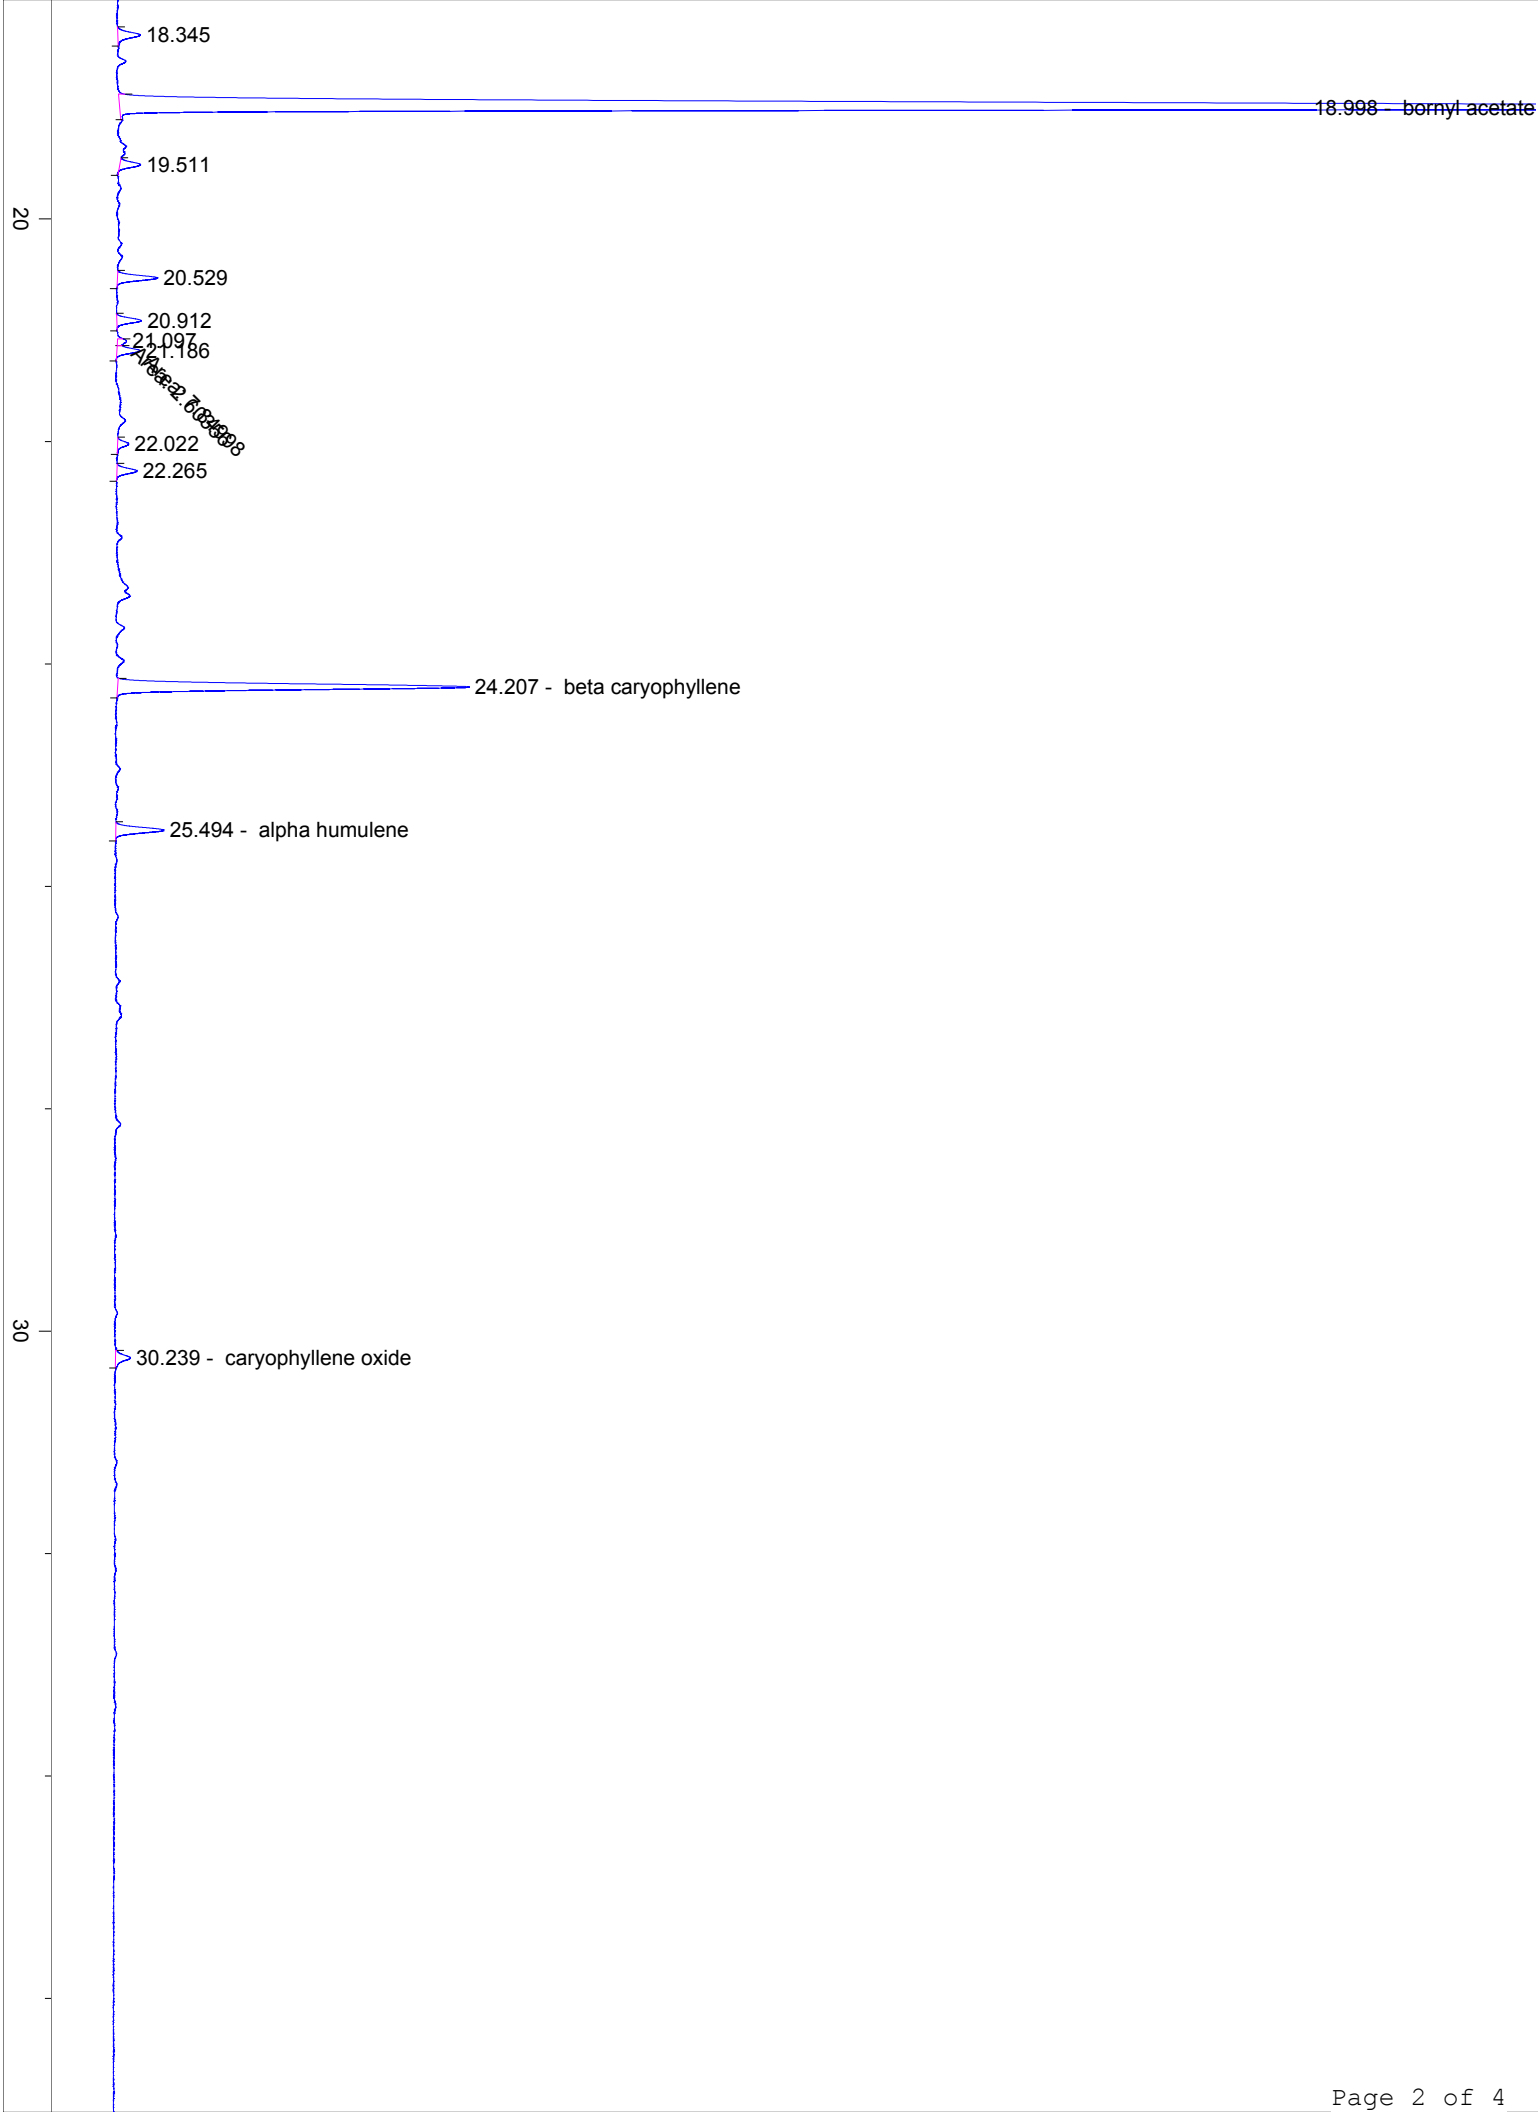 18.345
18.998 - bornyl acetate
19.511
20
20.529
20.912
21.097
21.186
22.022
22.265
24.207 - beta caryophyllene
25.494 - alpha humulene
30
30.239 - caryophyllene oxide
Page 2 of 4